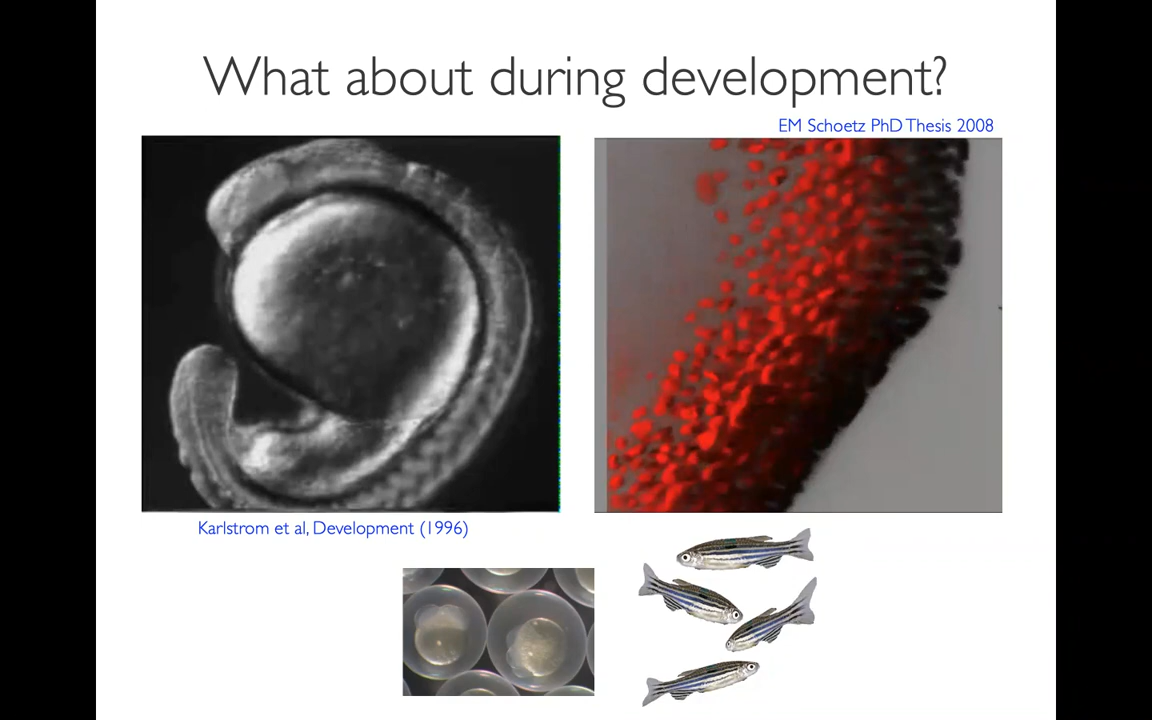 What about during development?
EM Schoetz PhD Thesis 2008
Karlstrom et al, Development (1996)